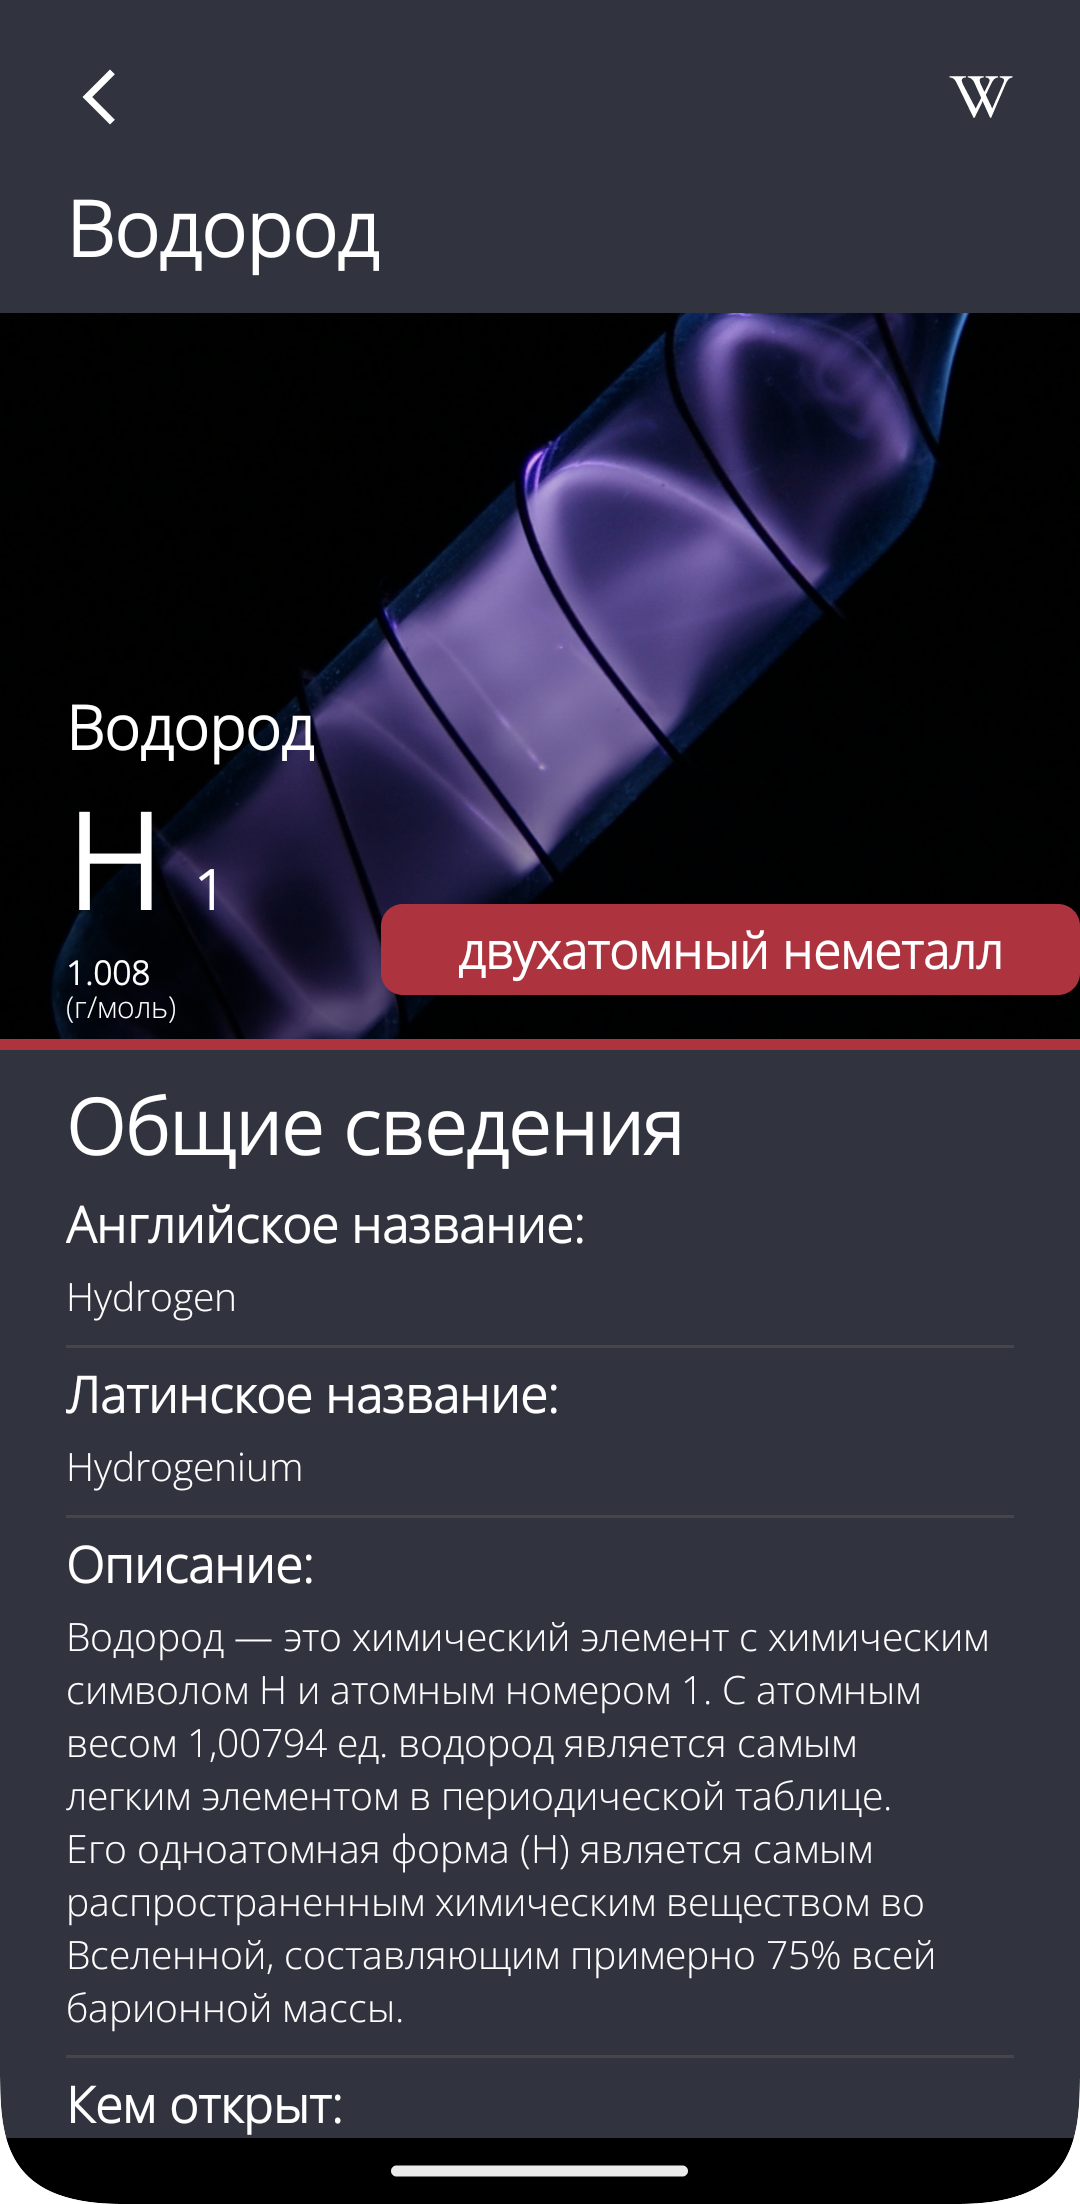 W
Водород
Водород
H 1
1.008
(г/моль)
двухатомный неметалл
Общие сведения
Английское название:
Hydrogen
Латинское название:
Hydrogenium
Описание:
Водород — это химический элемент с химическим
символом H и атомным номером 1. С атомным
весом 1,00794 ед. водород является самым
легким элементом в периодической таблице.
Его одноатомная форма (H) является самым
распространенным химическим веществом во
Вселенной, составляющим примерно 75% всей
барионной массы.
Кем открыт: